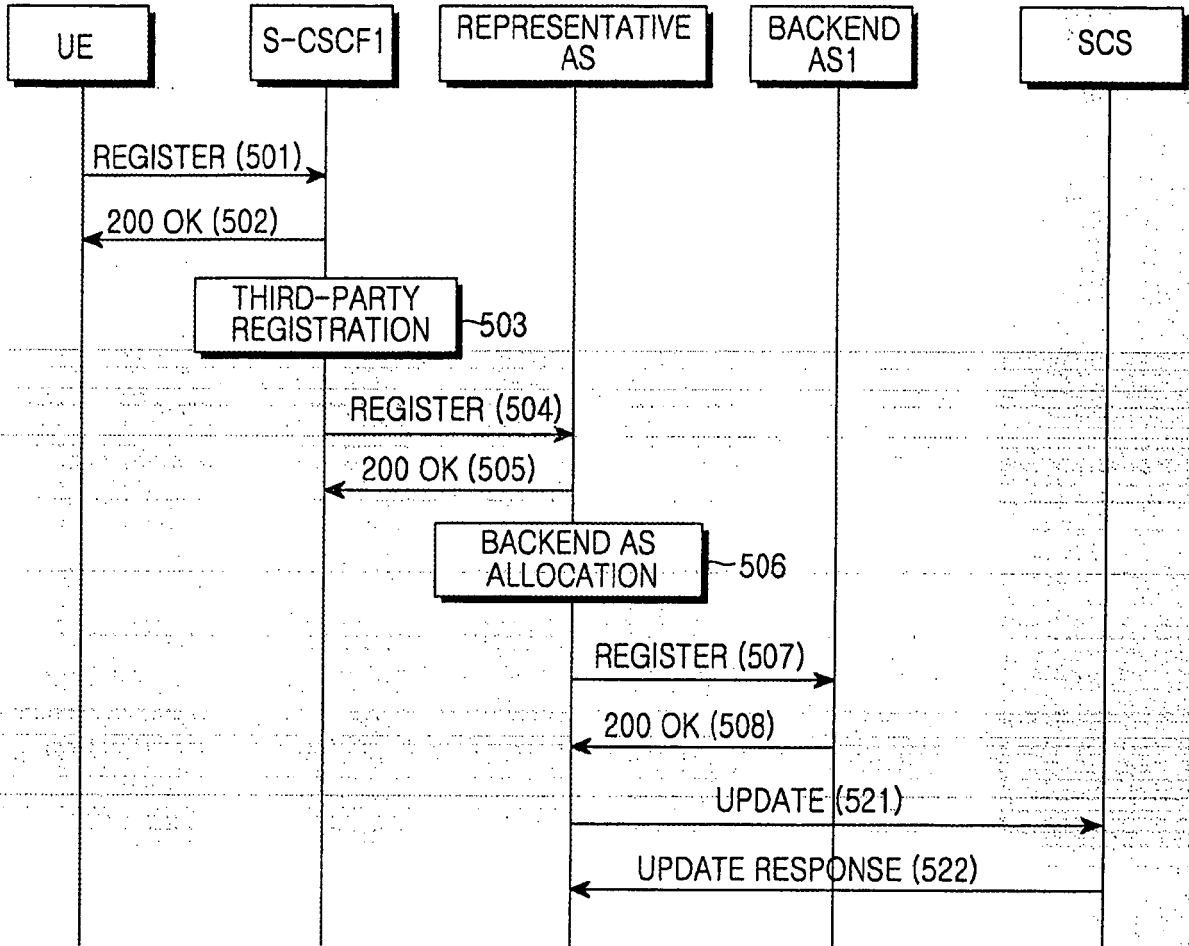 UE
S-CSCF1
REPRESENTATIVE
AS
BACKEND
AS1
SCS
REGISTER (501)
200 OK (502)
THIRD-PARTY
REGISTRATION
503
REGISTER (504)
200 OK (505)
BACKEND AS
ALLOCATION
506
REGISTER (507)
200 OK (508)
UPDATE (521)
UPDATE RESPONSE (522)